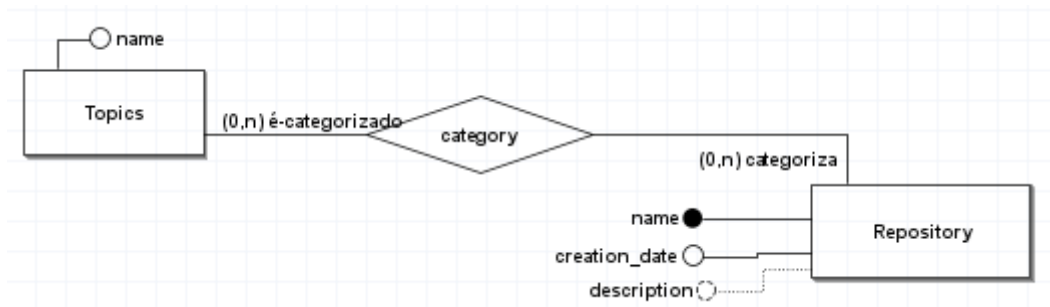 name
Topics
(0,n) é-categorizado
category
(0,n) categoriza
name
Repository
creation_date
description